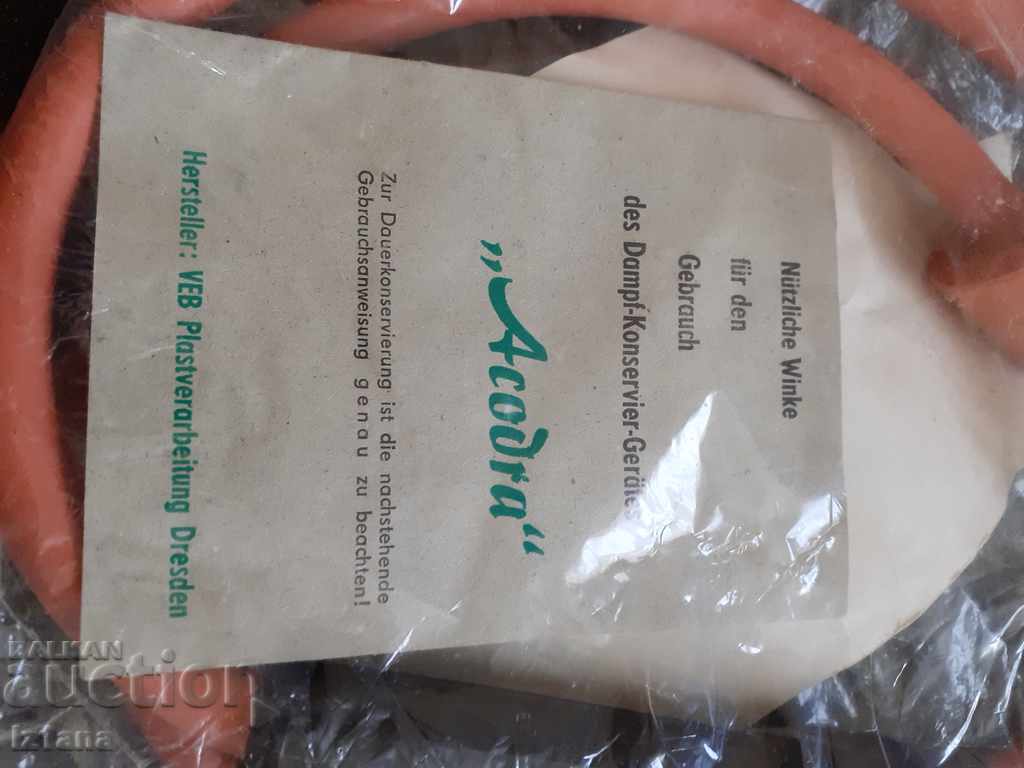 Nützliche Winke
für den
Gebrauch
des Dampf-Konservier-Gerätes
„Acodra“
Zur Dauerkonservierung ist die nachstehende
Gebrauchsanweisung genau zu beachten!
Hersteller: VEB Plastverarbeitung Dresden
BALKAN
auction
Iztana